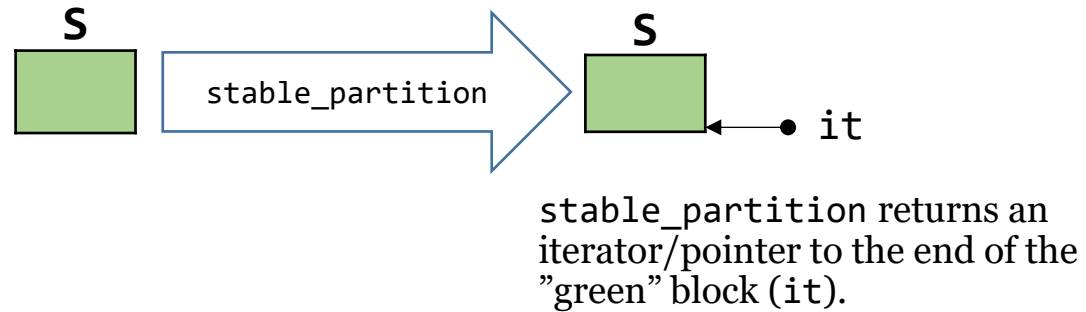 S
stable_partition
S
it
stable_partition returns an
iterator/pointer to the end of the
”green” block (it).